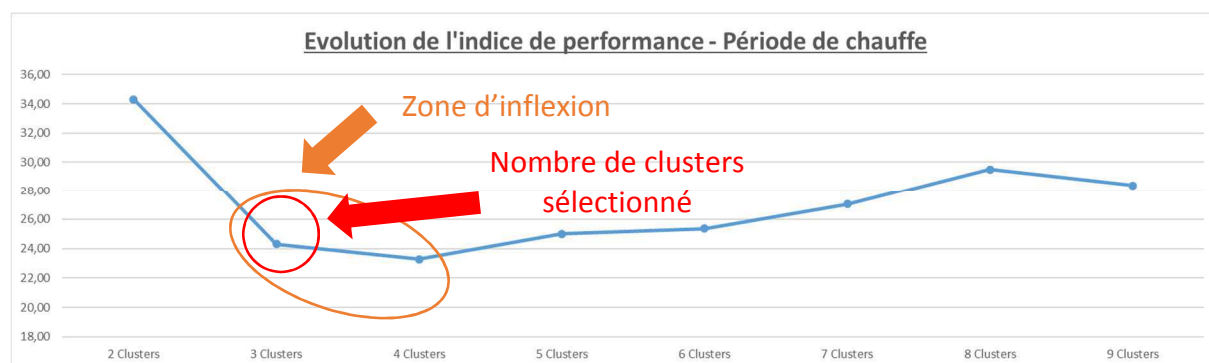 Evolution de l'indice de performance - Période de chauffe
36,00
34,00
32,00
30,00
28,00
26,00
24,00
22,00
20,00
18,00
Zone d'inflexion
Nombre de clusters
sélectionné
2 Clusters
3 Clusters
4 Clusters
5 Clusters
6 Clusters
7 Clusters
8 Clusters
9 Clusters